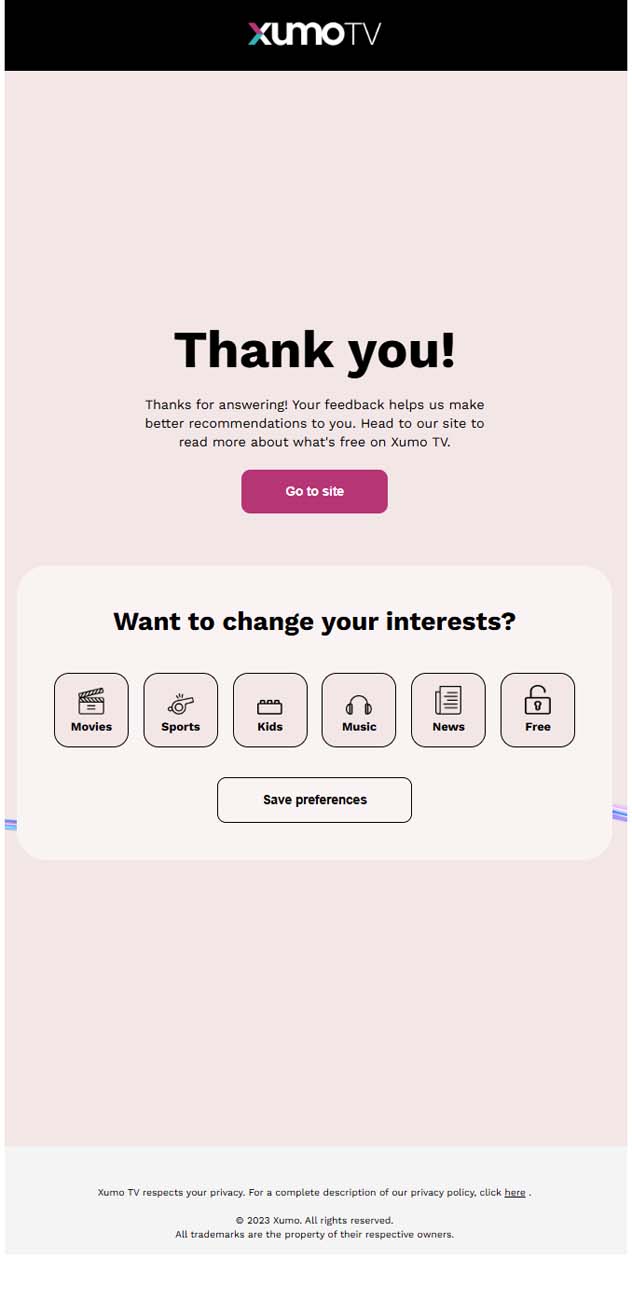 xumoTV
Thank you!
Thanks for answering! Your feedback helps us make
better recommendations to you. Head to our site to
read more about what's free on Xumo TV.
Go to site
Want to change your interests?
Movies Sports Kids Music News Free
Save preferences
Xumo TV respects your privacy. For a complete description of our privacy policy, click here .
© 2023 Xumo. All rights reserved.
All trademarks are the property of their respective owners.